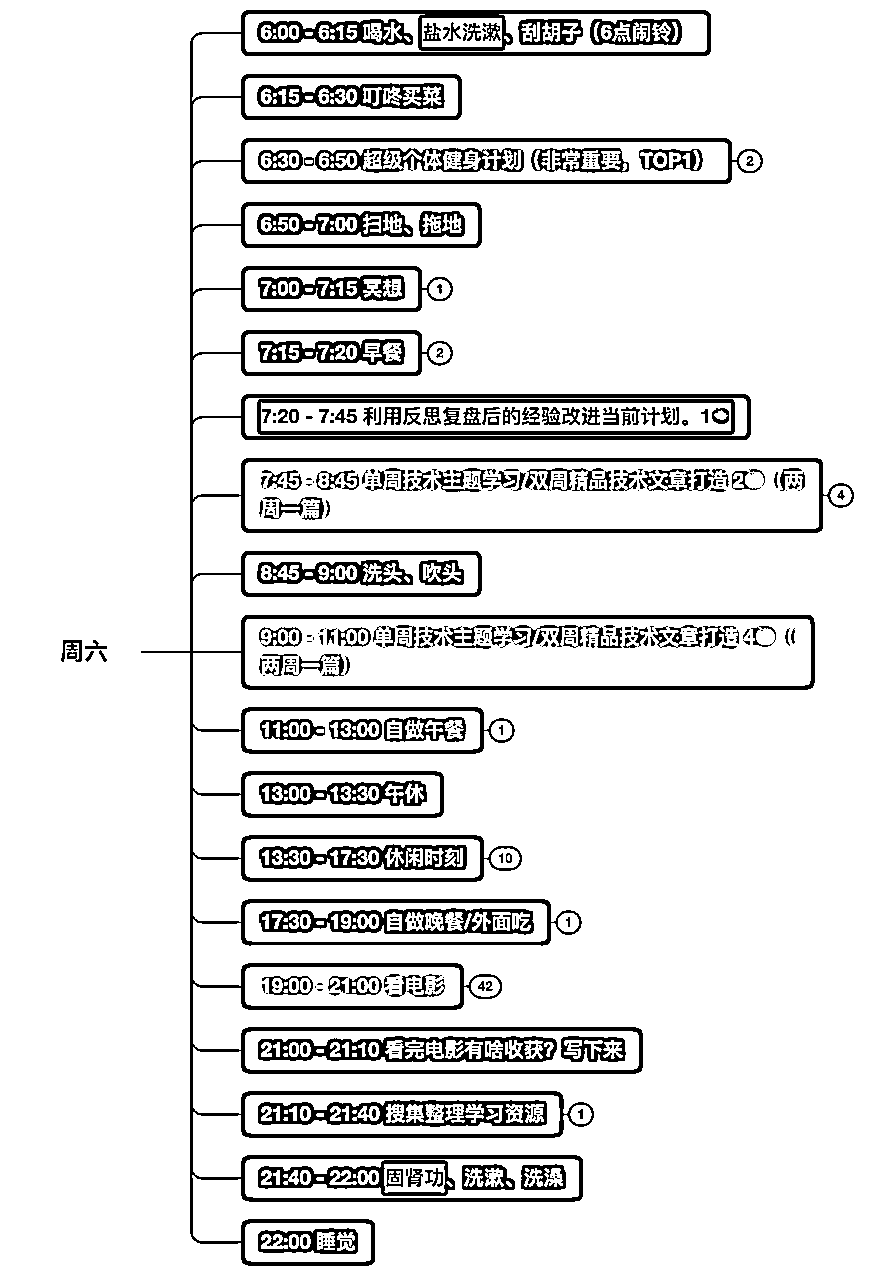 6:00 - 6:15 喝水、盐水洗漱、刮胡子（6点闹铃）
6:15 - 6:30 叮咚买菜
6:30 - 6:50 超级个体健身计划（非常重要，TOP1）
2
6:50 - 7:00 扫地、拖地
7:00 - 7:15 冥想
1
7:15 - 7:20 早餐
2
7:20 - 7:45 利用反思复盘后的经验改进当前计划。1
7:45 - 8:45 单周技术主题学习/双周精品技术文章打造 2 （(两
周一篇)
4
8:45 - 9:00 洗头、吹头
9:00 - 11:00 单周技术主题学习/双周精品技术文章打造 4 （(
两周一篇)
周六
11:00 - 13:00 自做午餐
1
13:00 - 13:30 午休
13:30 - 17:30 休闲时刻
10
17:30 - 19:00 自做晚餐/外面吃
1
19:00 - 21:00 看电影
42
21:00 - 21:10 看完电影有啥收获？写下来
21:10 - 21:40 搜集整理学习资源
1
21:40 - 22:00 固肾功、洗漱、洗澡
22:00 睡觉